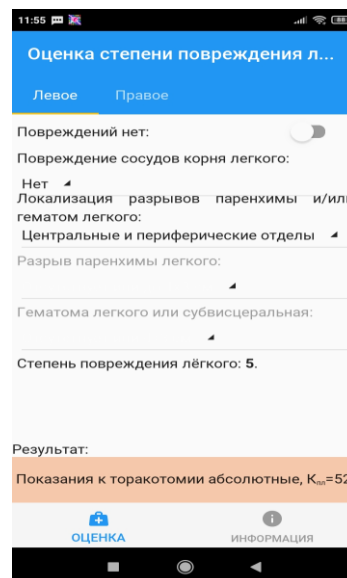 11:55
Оценка степени повреждения л...
Левое Правое
Повреждений нет:
Повреждение сосудов корня легкого:
Нет
Локализация разрывов паренхимы и/или
гематом легкого:
Центральные и периферические отделы
Разрыв паренхимы легкого:
Гематома легкого или субвисцеральная:
Степень повреждения лёгкого: 5.
Результат:
Показания к торакотомии абсолютные, Kпл=52
ОЦЕНКА ИНФОРМАЦИЯ